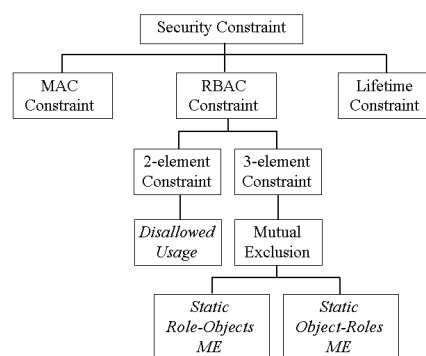 Security Constraint
MAC
Constraint
RBAC
Constraint
Lifetime
Constraint
2-element
Constraint
3-element
Constraint
Disallowed
Usage
Mutual
Exclusion
Static
Role-Objects
ME
Static
Object-Roles
ME